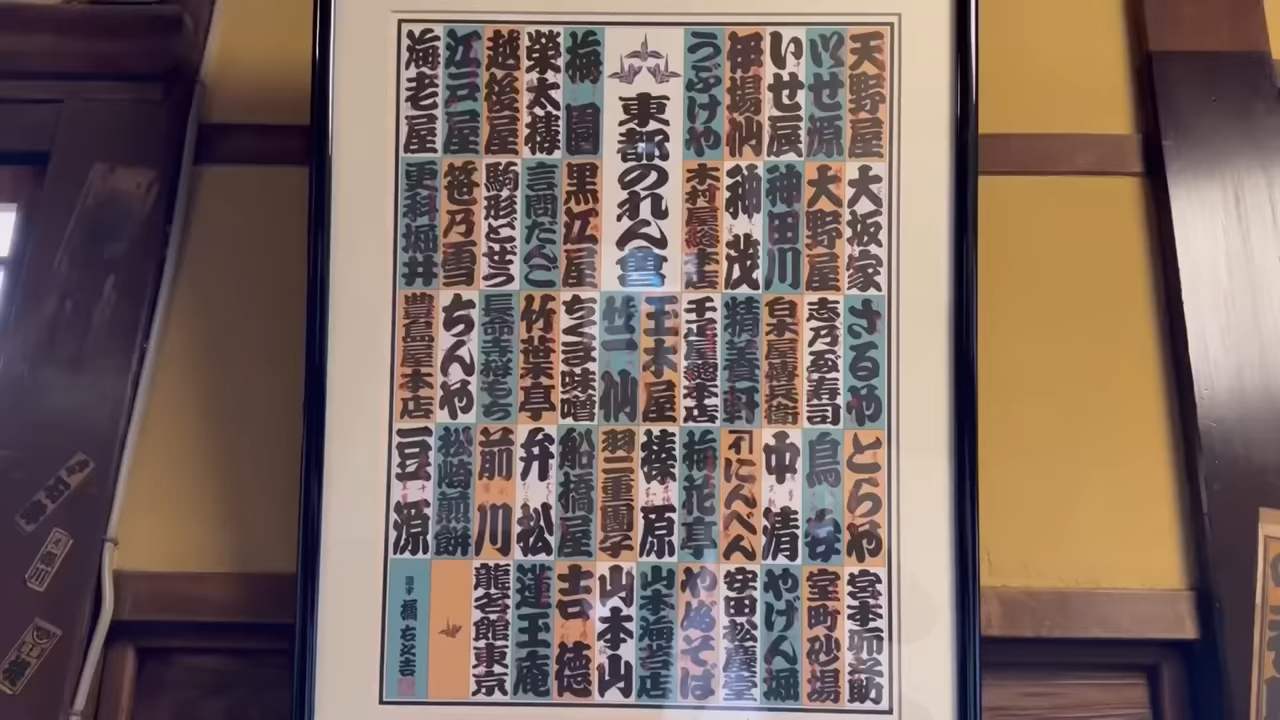 東都のれん會
天野屋
いせ源
いせ辰
伊場仙
うぶけや
梅園
榮太樓
越後屋
江戸屋
海老屋
大坂家
大野屋
神田川
神茂
木村屋總本店
黒江屋
言問だんご
駒形どぜう
笹乃雪
更科堀井
さるや
志乃多寿司
白木屋傳兵衛
精養軒
千疋屋總本店
玉木屋
竺仙
ちくま味噌
竹葉亭
長命寺桜もち
ちんや
豊島屋本店
とらや
鳥安
中清
にんべん
梅花亭
榛原
羽二重團子
船橋屋
弁松
前川
松崎煎餅
豆源
宮本卯之助
室町砂場
やげん堀
安田松慶堂
やぶそば
山本海苔店
山本山
吉德
蓮玉庵
龍名館東京
橘右之吉